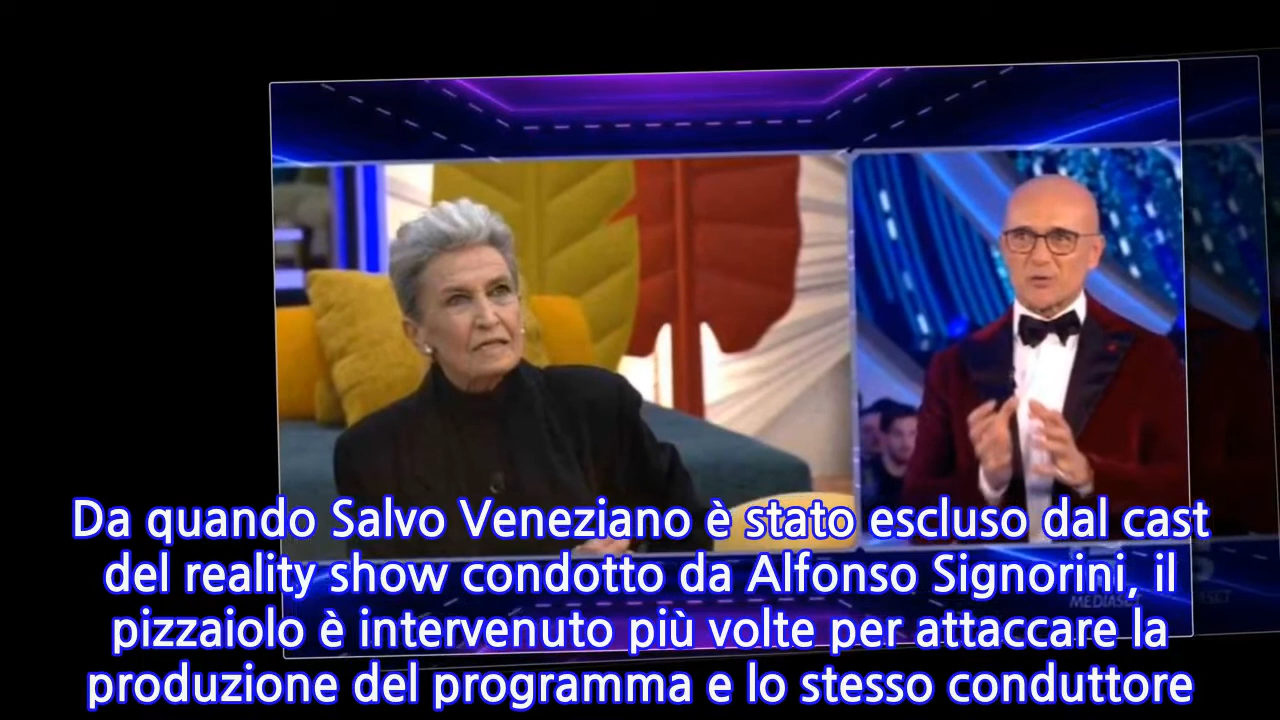 Da quando Salvo Veneziano è stato escluso dal cast
del reality show condotto da Alfonso Signorini, il
pizzaiolo è intervenuto più volte per attaccare la
produzione del programma e lo stesso conduttore